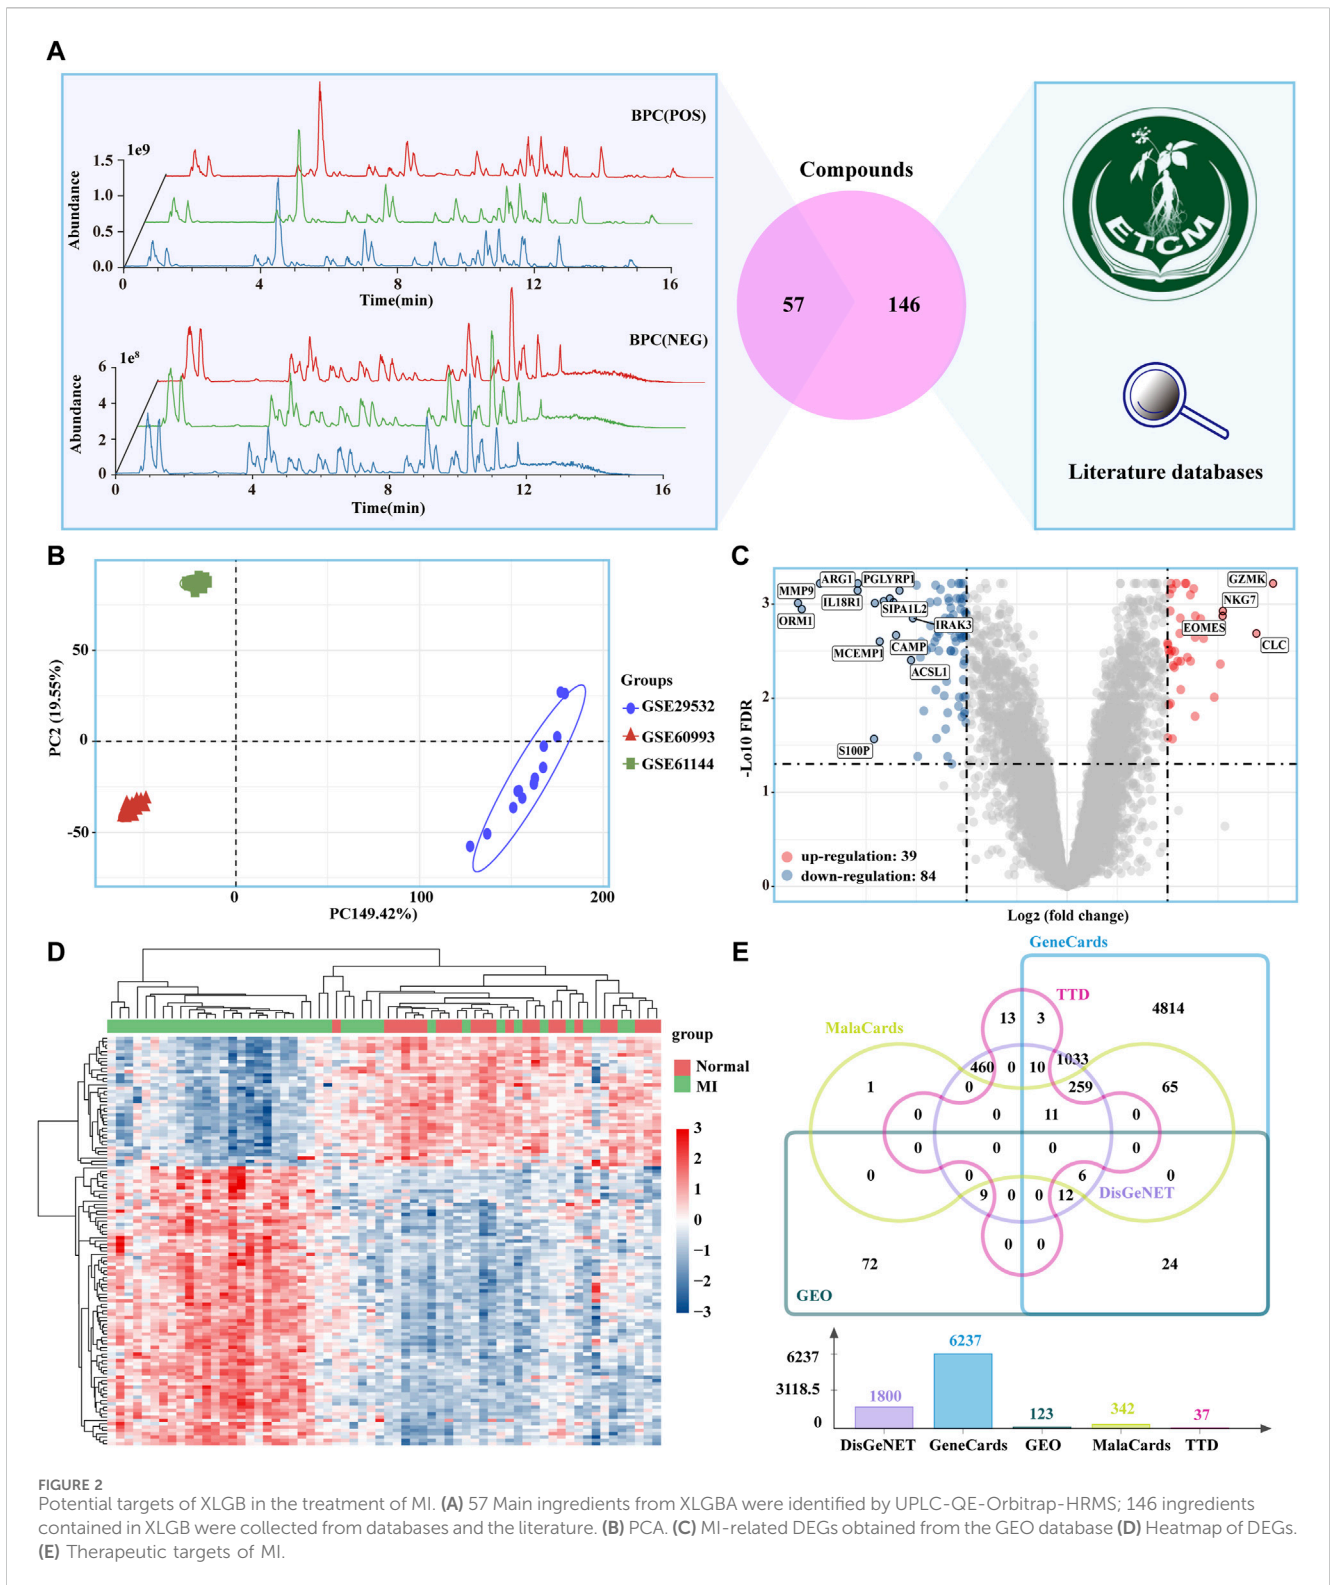 A
BPC(POS)
1e9
1.5
1.0
0.5
0.0
Abundance
0 4 8 12 16
Time(min)
BPC(NEG)
1e8
6
4
2
0
Abundance
0 4 8 12 16
Time(min)
Compounds
57 146
ETCM
Literature databases
B
50
0
-50
PC2 (19.55%)
0 100 200
PC149.42%)
Groups
GSE29532
GSE60993
GSE61144
C
3
2
1
0
-Lo10 FDR
ARG1 PGLYRP1
MMP9
IL18R1
ORM1
SIPA1L2
IRAK3
CAMP
MCEMP1
ACSL1
S100P
GZMK
NKG7
EOMES
CLC
up-regulation: 39
down-regulation: 84
Log2 (fold change)
D
group
Normal
MI
3
2
1
0
−1
−2
−3
E
GeneCards
TTD
MalaCards
DisGeNET
GEO
13 3 4814
460 0 10 1033
1 0 259 65
0 0 11 0
0 0 0 0
0 0 6 0
9 0 0 12
0 0
72 24
6237
3118.5
0
1800 6237 123 342 37
DisGeNET GeneCards GEO MalaCards TTD
FIGURE 2
Potential targets of XLGB in the treatment of MI. (A) 57 Main ingredients from XLGBA were identified by UPLC-QE-Orbitrap-HRMS; 146 ingredients
contained in XLGB were collected from databases and the literature. (B) PCA. (C) MI-related DEGs obtained from the GEO database (D) Heatmap of DEGs.
(E) Therapeutic targets of MI.